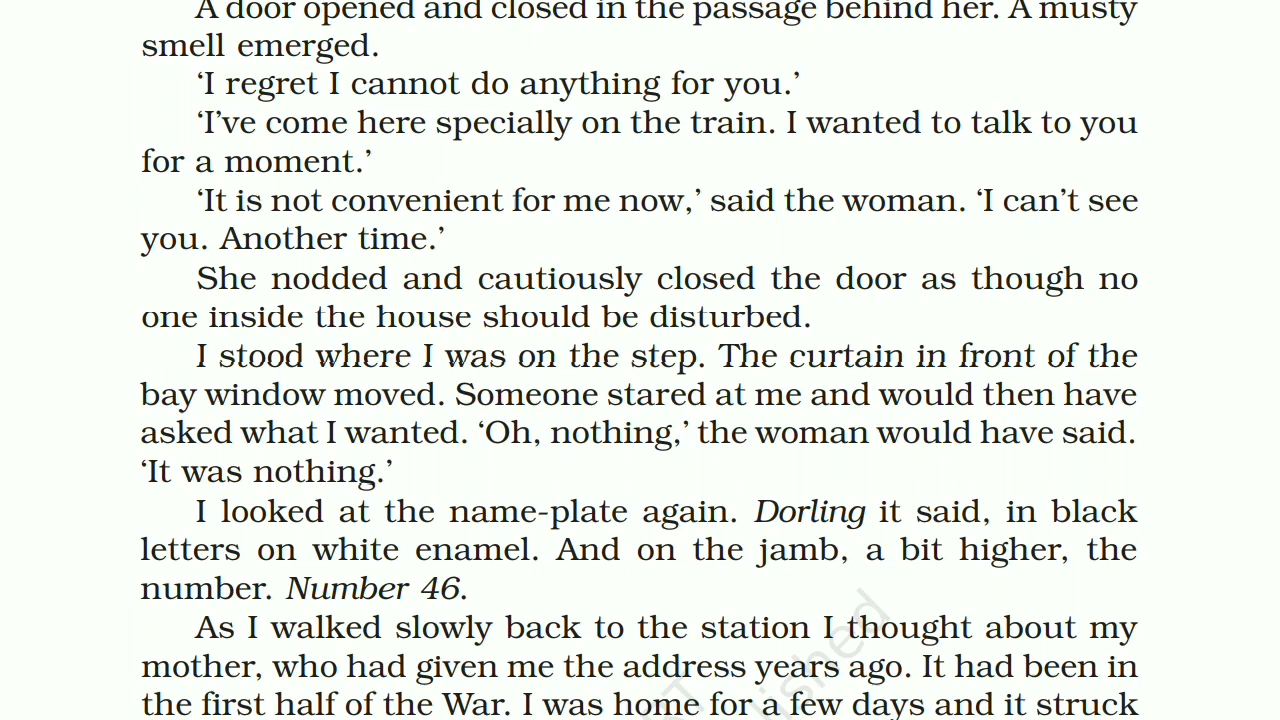 A door opened and closed in the passage behind her. A musty
smell emerged.
‘I regret I cannot do anything for you.’
‘I’ve come here specially on the train. I wanted to talk to you
for a moment.’
‘It is not convenient for me now,’ said the woman. ‘I can’t see
you. Another time.’
She nodded and cautiously closed the door as though no
one inside the house should be disturbed.
I stood where I was on the step. The curtain in front of the
bay window moved. Someone stared at me and would then have
asked what I wanted. ‘Oh, nothing,’ the woman would have said.
‘It was nothing.’
I looked at the name-plate again. Dorling it said, in black
letters on white enamel. And on the jamb, a bit higher, the
number. Number 46.
As I walked slowly back to the station I thought about my
mother, who had given me the address years ago. It had been in
the first half of the War. I was home for a few days and it struck